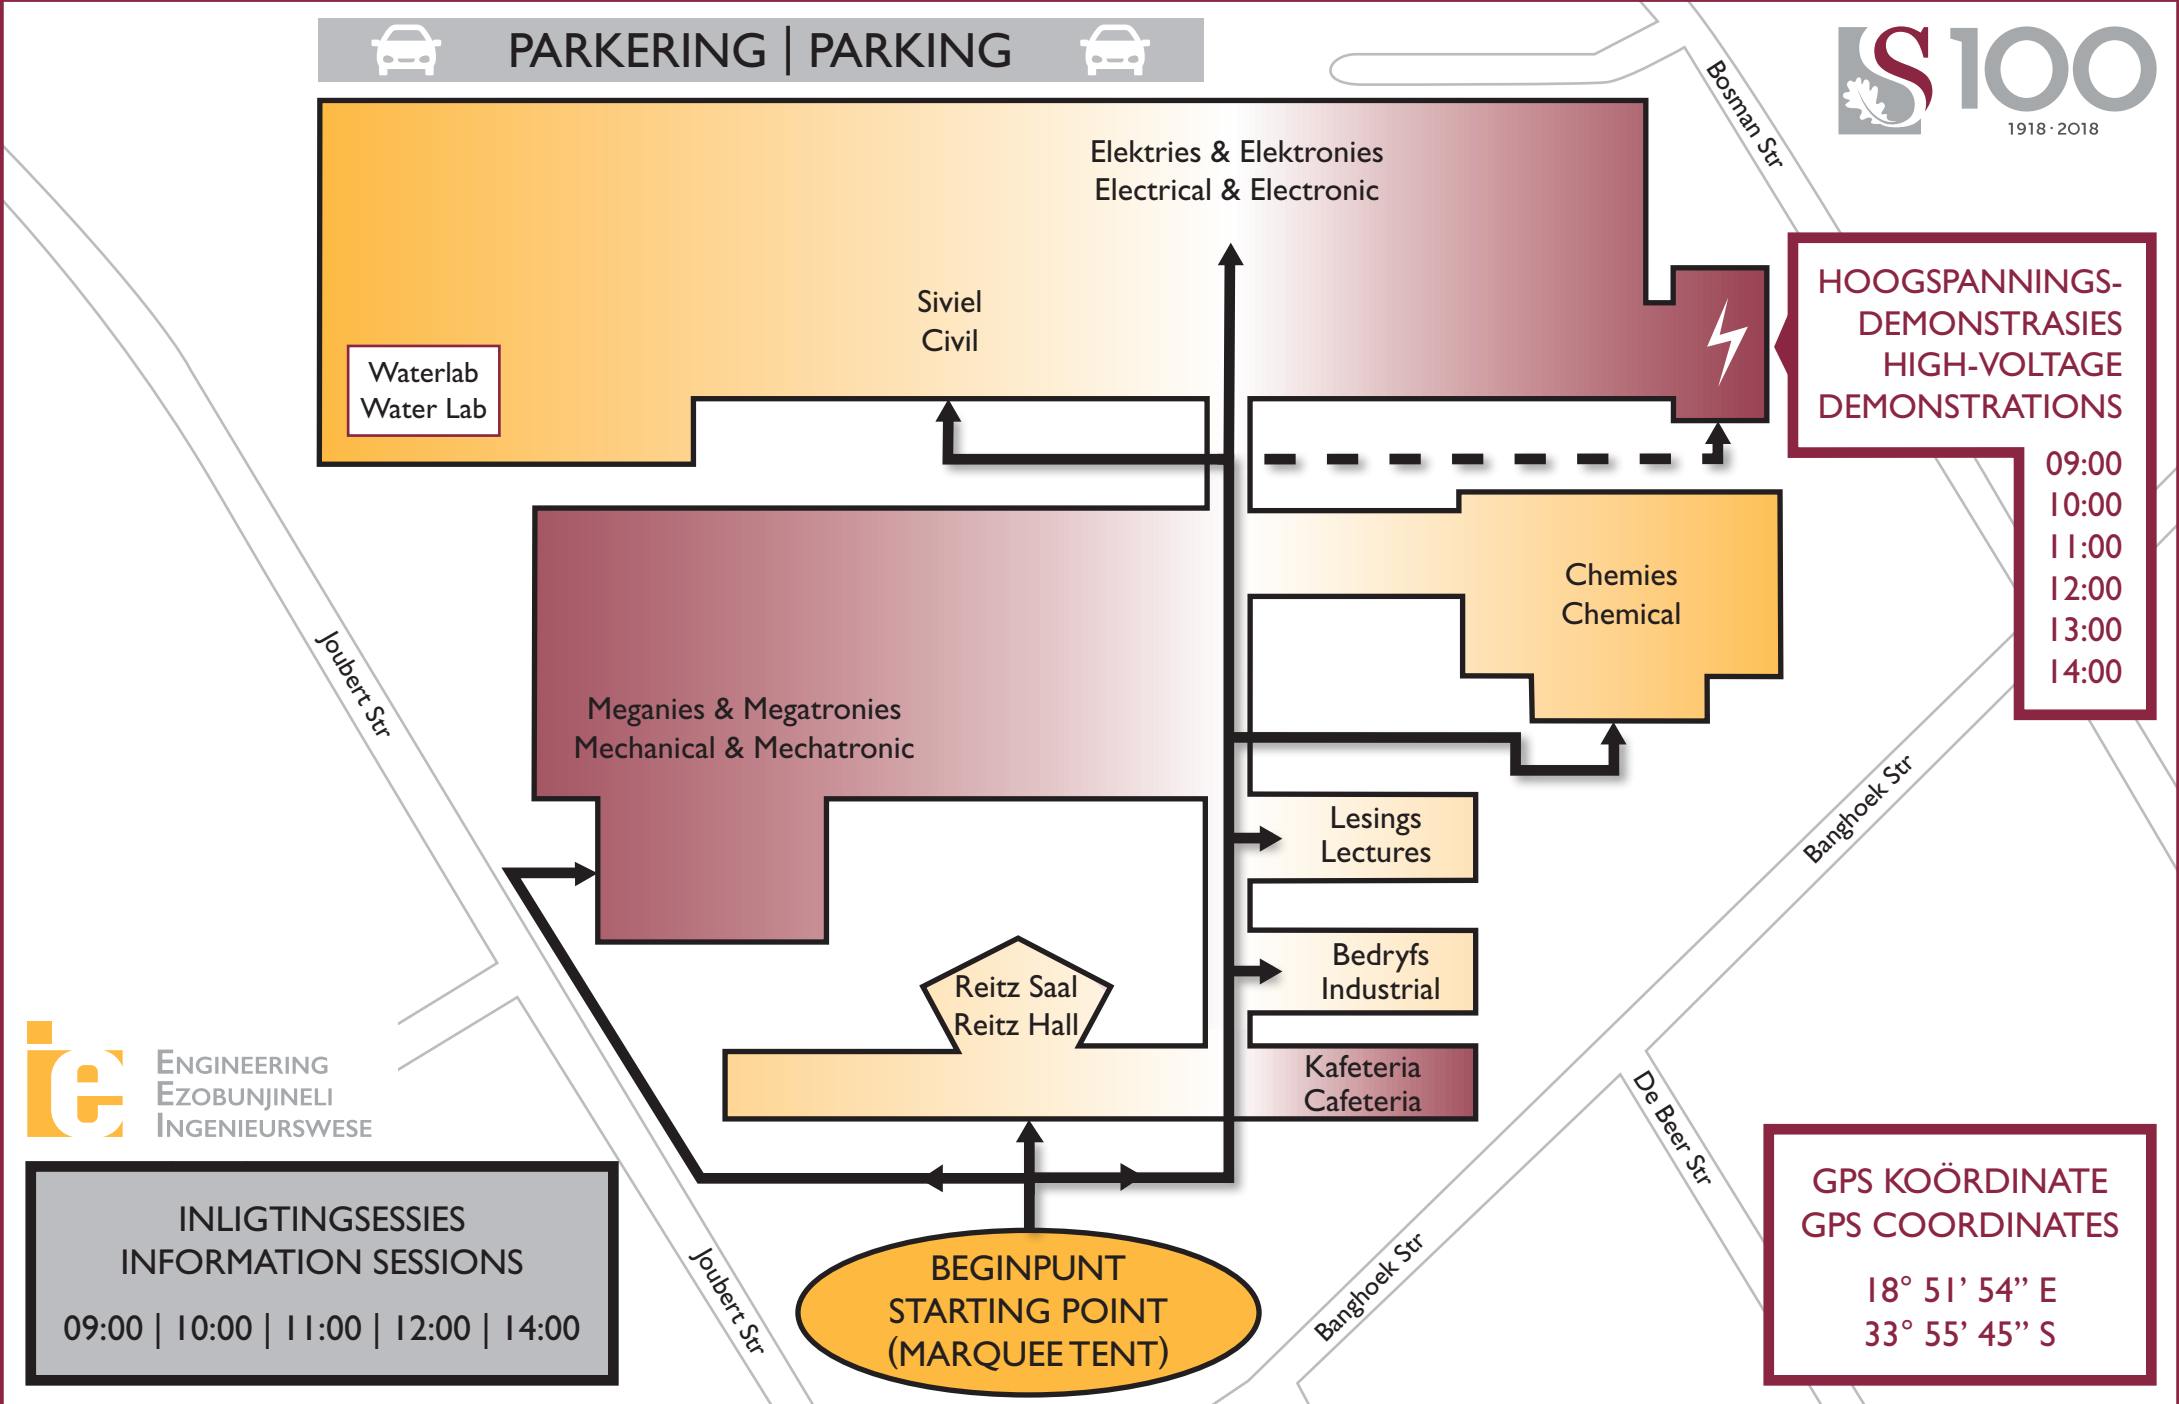 PARKERING | PARKING
S100
1918 · 2018
Bosman Str
Elektries & Elektronies
Electrical & Electronic
Siviel
Civil
Waterlab
Water Lab
HOOGSPANNINGS-
DEMONSTRASIES
HIGH-VOLTAGE
DEMONSTRATIONS
09:00
10:00
11:00
12:00
13:00
14:00
Chemies
Chemical
Joubert Str
Meganies & Megatronies
Mechanical & Mechatronic
Lesings
Lectures
Banghoek Str
Bedryfs
Industrial
Reitz Saal
Reitz Hall
Kafeteria
Cafeteria
De Beer Str
ie
ENGINEERING
EZOBUNJINELI
INGENIEURSWESE
INLIGTINGSESSIES
INFORMATION SESSIONS
09:00 | 10:00 | 11:00 | 12:00 | 14:00
Joubert Str
BEGINPUNT
STARTING POINT
(MARQUEE TENT)
Banghoek Str
GPS KOÖRDINATE
GPS COORDINATES
18° 51’ 54” E
33° 55’ 45” S